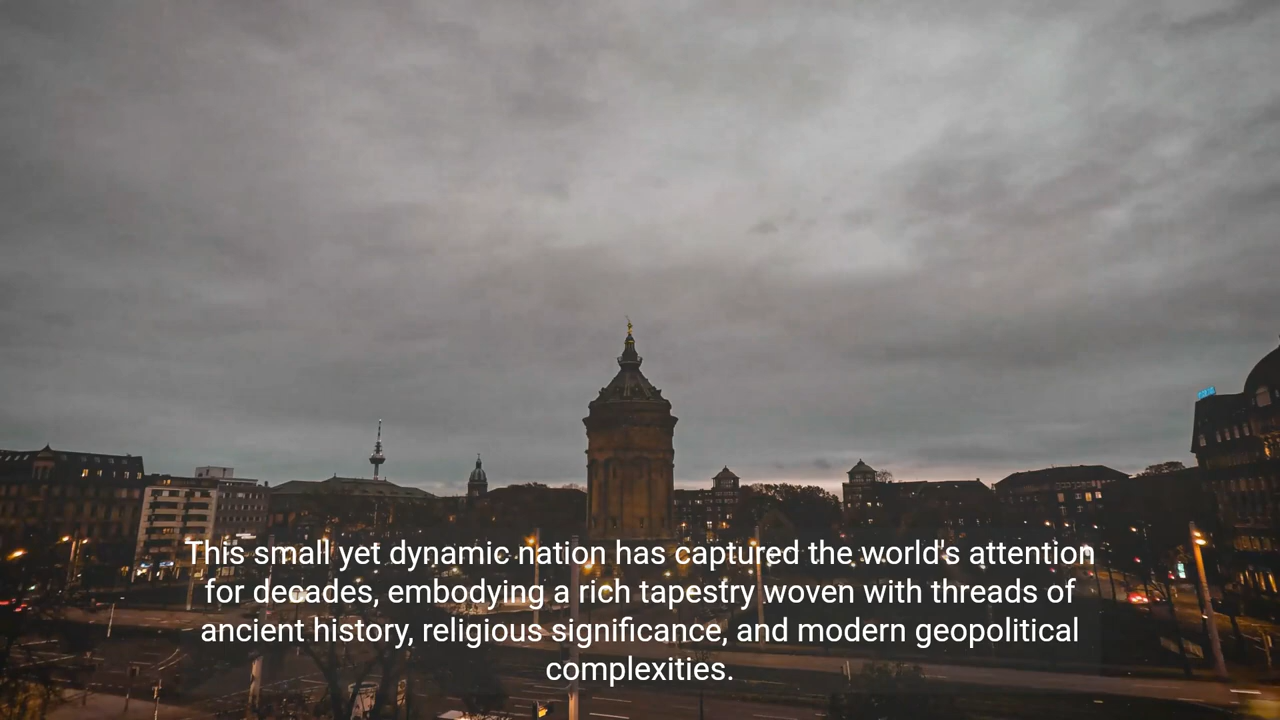 This small yet dynamic nation has captured the world's attention
for decades, embodying a rich tapestry woven with threads of
ancient history, religious significance, and modern geopolitical
complexities.